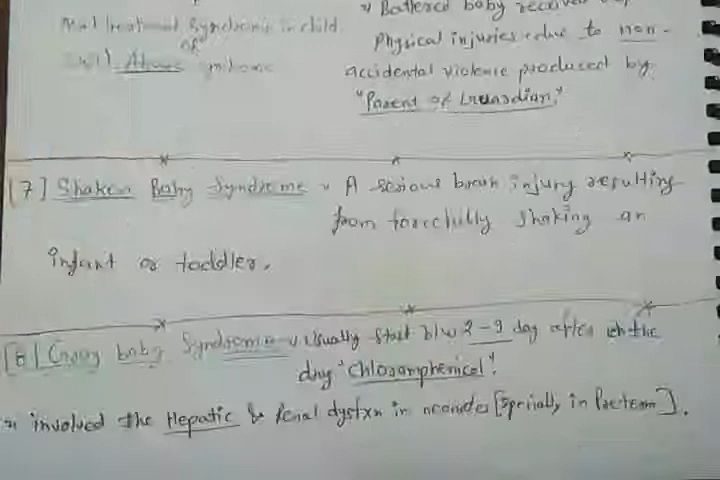 Battered baby
Maltreatment Syndrome in child
or
Abuse
Physical injuries due to non-
accidental violence produced by
"Parent or Guardian."
[7] Shaken Baby Syndrome A serious brain injury resulting
from forcefully shaking an
infant or toddler.
[8] Gray baby Syndrome Usually start b/w 2-9 day after the
drug "Chloramphenicol".
involved the Hepatic & Renal dysfxn in neonates [Specially in Preterm].